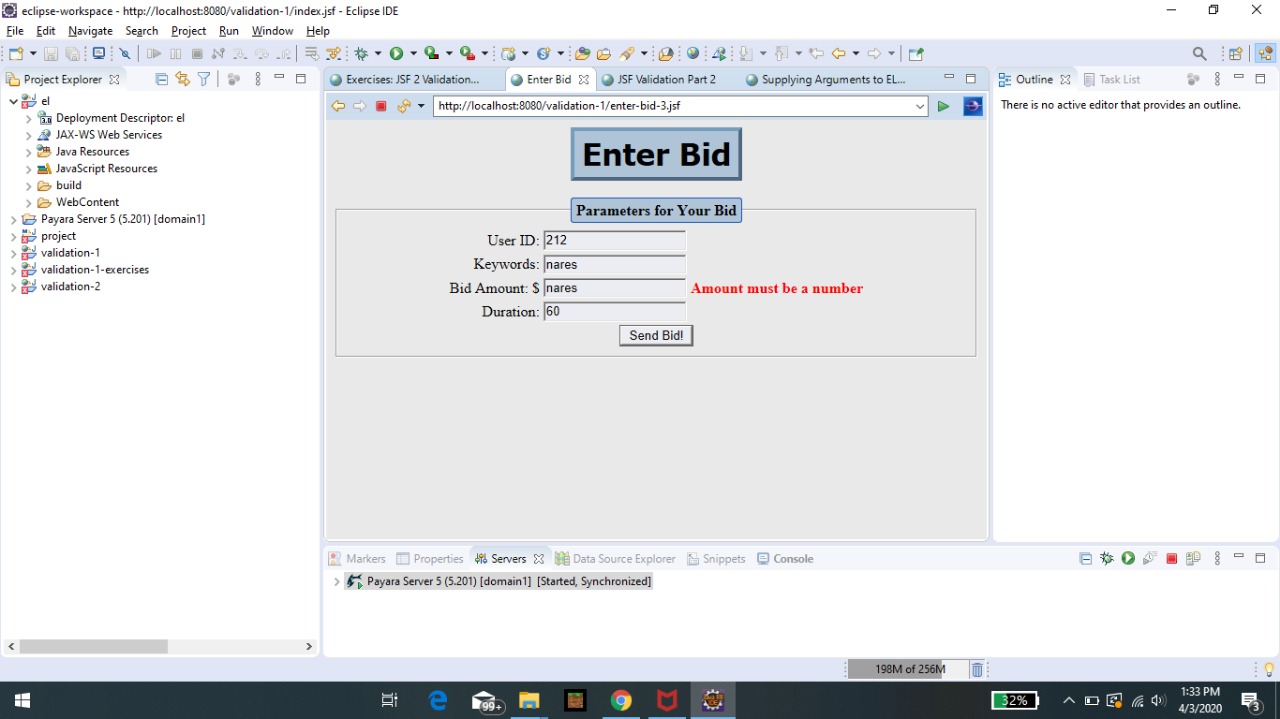 eclipse-workspace - http://localhost:8080/validation-1/index.jsf - Eclipse IDE
File Edit Navigate Search Project Run Window Help
Project Explorer
Exercises: JSF 2 Validation... Enter Bid JSF Validation Part 2 Supplying Arguments to EL...
Outline Task List
http://localhost:8080/validation-1/enter-bid-3.jsf
There is no active editor that provides an outline.
el
Deployment Descriptor: el
JAX-WS Web Services
Java Resources
JavaScript Resources
build
WebContent
Payara Server 5 (5.201) [domain1]
project
validation-1
validation-1-exercises
validation-2
Enter Bid
Parameters for Your Bid
User ID: 212
Keywords: nares
Bid Amount: $ nares Amount must be a number
Duration: 60
Send Bid!
Markers Properties Servers Data Source Explorer Snippets Console
Payara Server 5 (5.201) [domain1] [Started, Synchronized]
198M of 256M
99+
32%
1:33 PM
4/3/2020
3